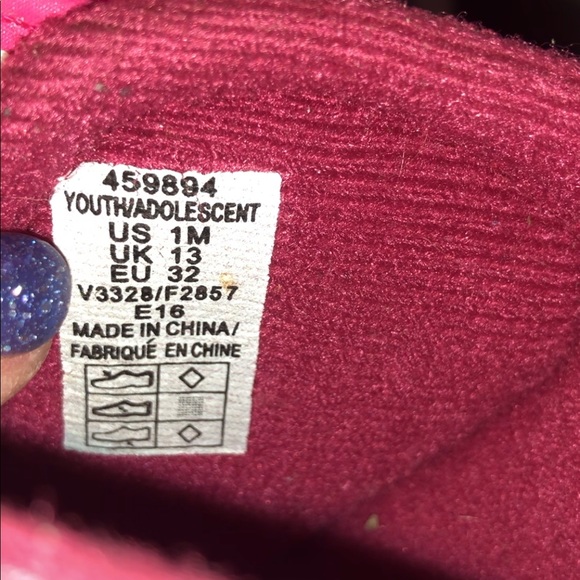 459894
YOUTH/ADOLESCENT
US 1M
UK 13
EU 32
V3328/F2857
E16
MADE IN CHINA/
FABRIQUÉ EN CHINE